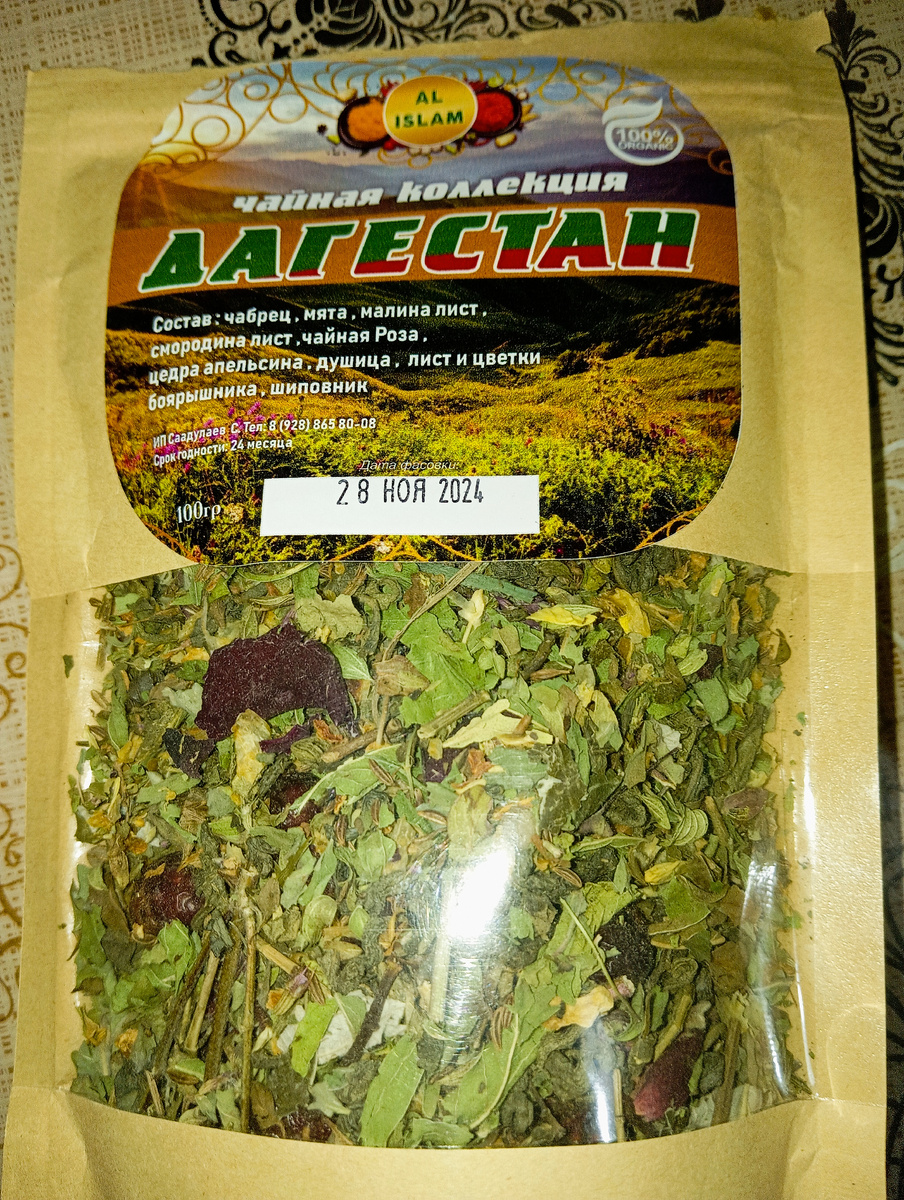 AL
ISLAM
100%
ORGANIC
чайная коллекция
ДАГЕСТАН
Состав : чабрец , мята , малина лист ,
смородина лист ,чайная Роза ,
цедра апельсина , душица , лист и цветки
боярышника , шиповник
ИП Саадулаев С. Тел: 8 (928) 865 80-08
Срок годности: 24 месяца
Дата фасовки:
28 НОЯ 2024
100гр